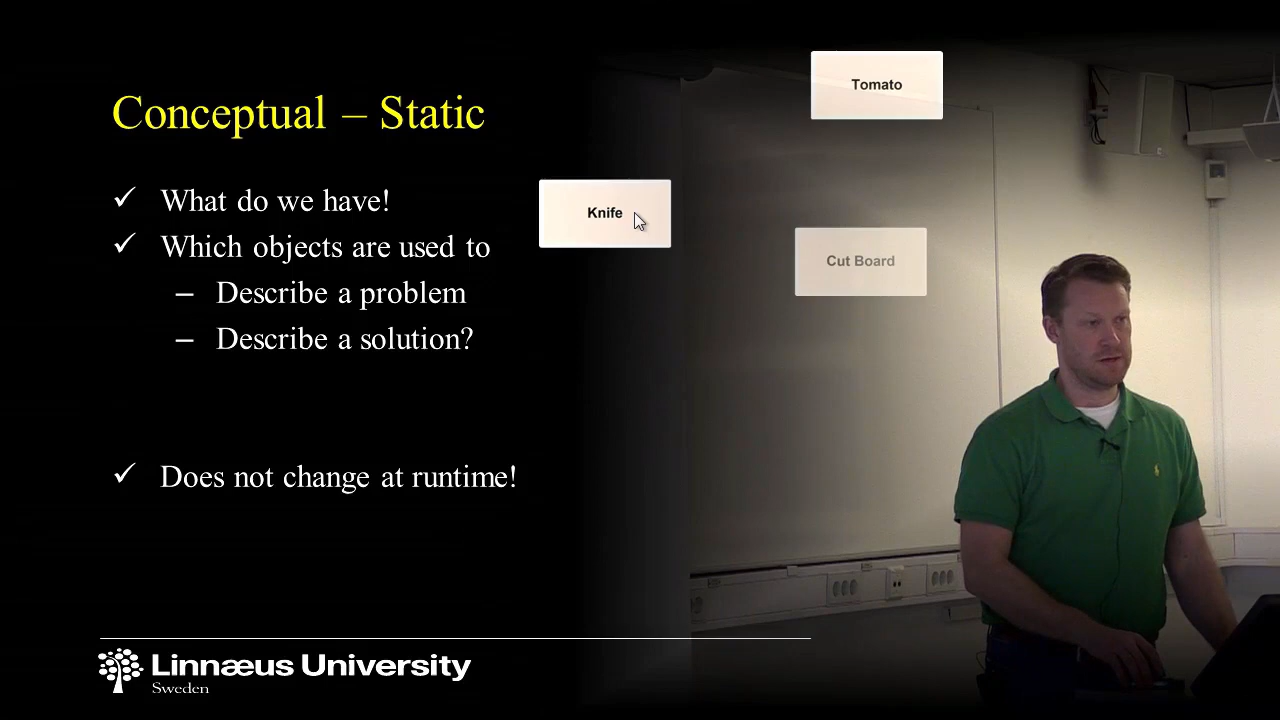 Conceptual – Static
What do we have!
Which objects are used to
– Describe a problem
– Describe a solution?
Does not change at runtime!
Tomato
Knife
Cut Board
Linnæus University
Sweden